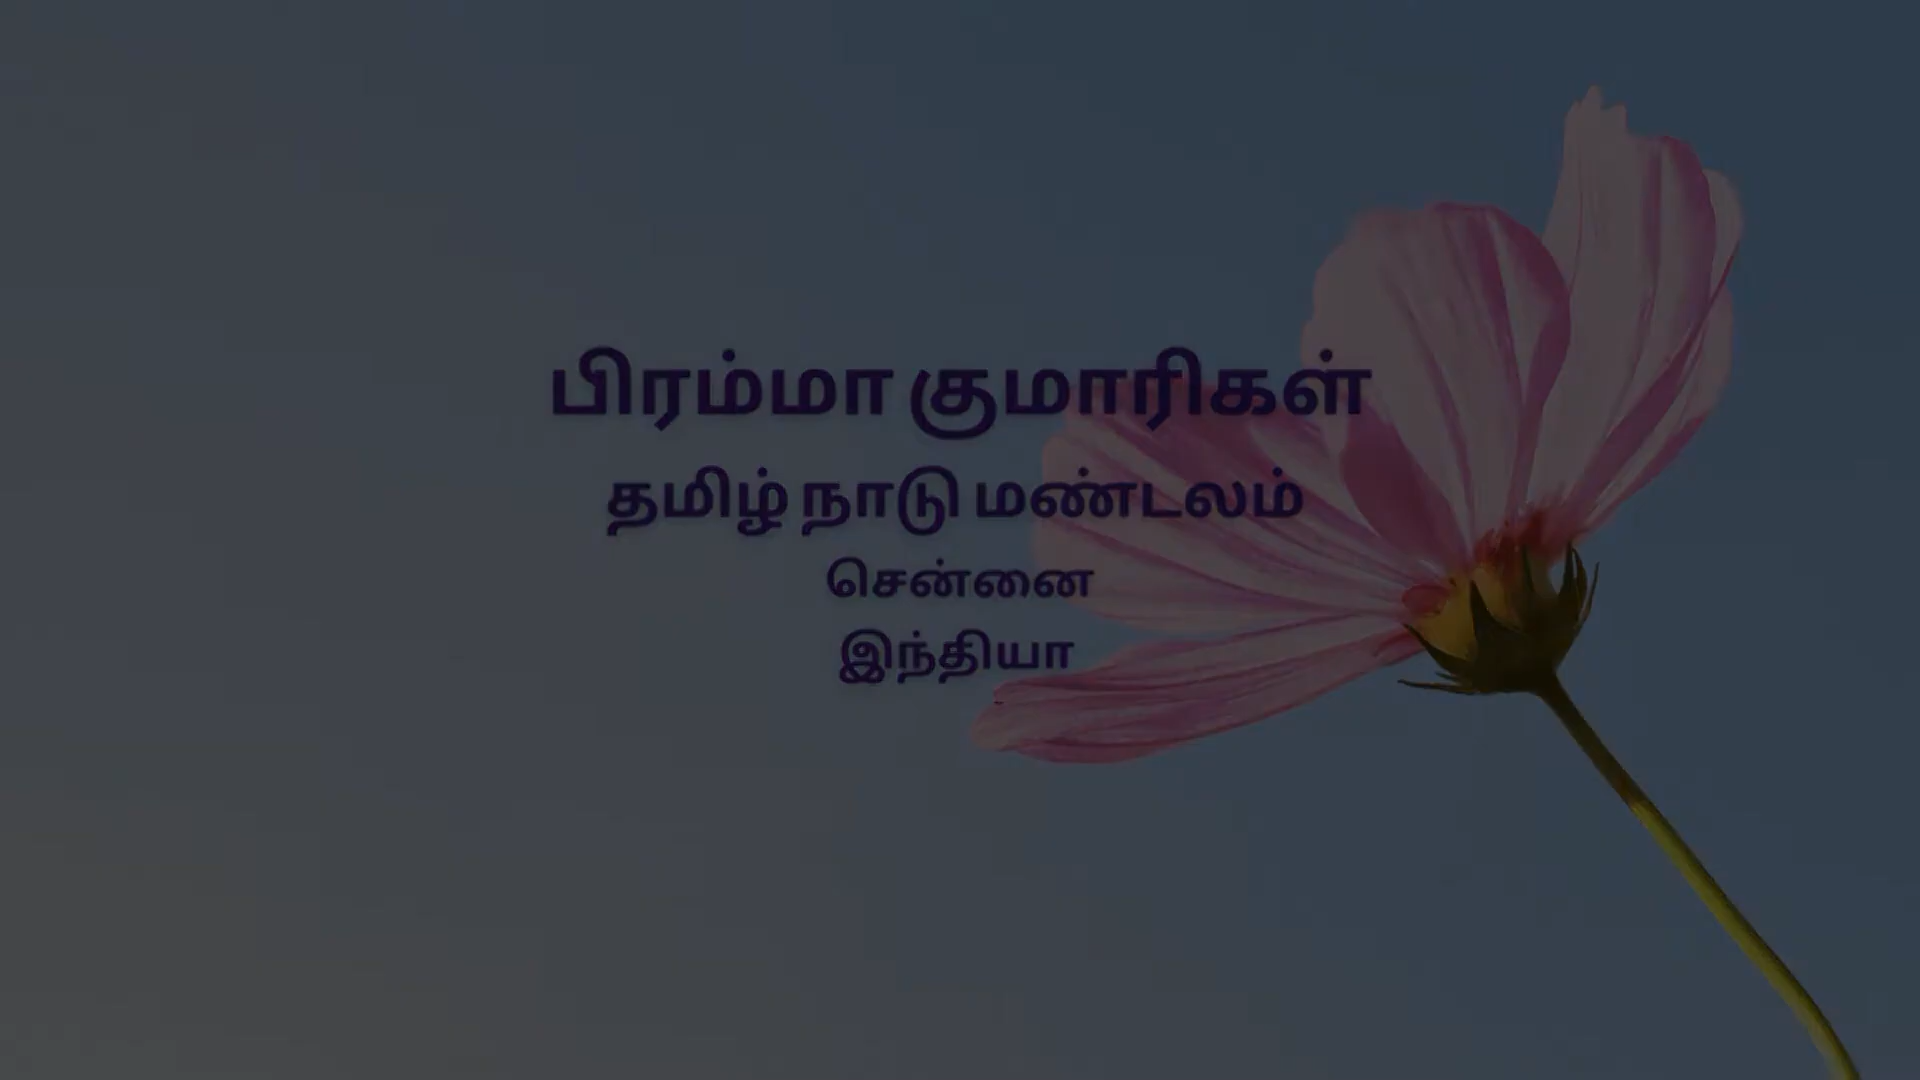 பிரம்மா குமாரிகள்
தமிழ் நாடு மண்டலம்
சென்னை
இந்தியா